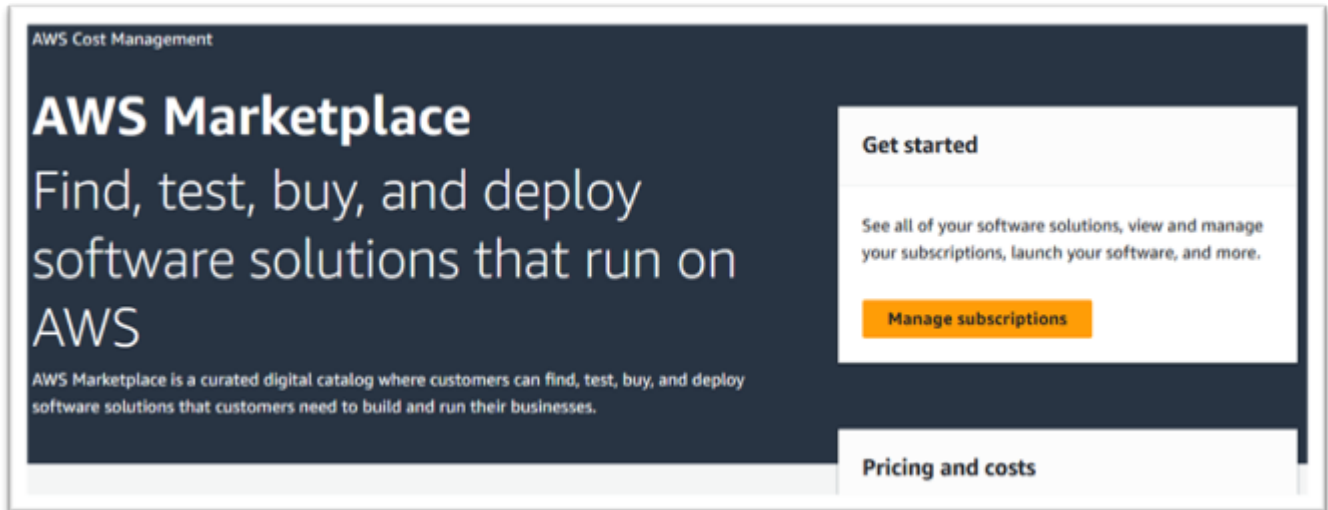 AWS Cost Management
AWS Marketplace
Find, test, buy, and deploy
software solutions that run on
AWS
AWS Marketplace is a curated digital catalog where customers can find, test, buy, and deploy
software solutions that customers need to build and run their businesses.
Get started
See all of your software solutions, view and manage
your subscriptions, launch your software, and more.
Manage subscriptions
Pricing and costs